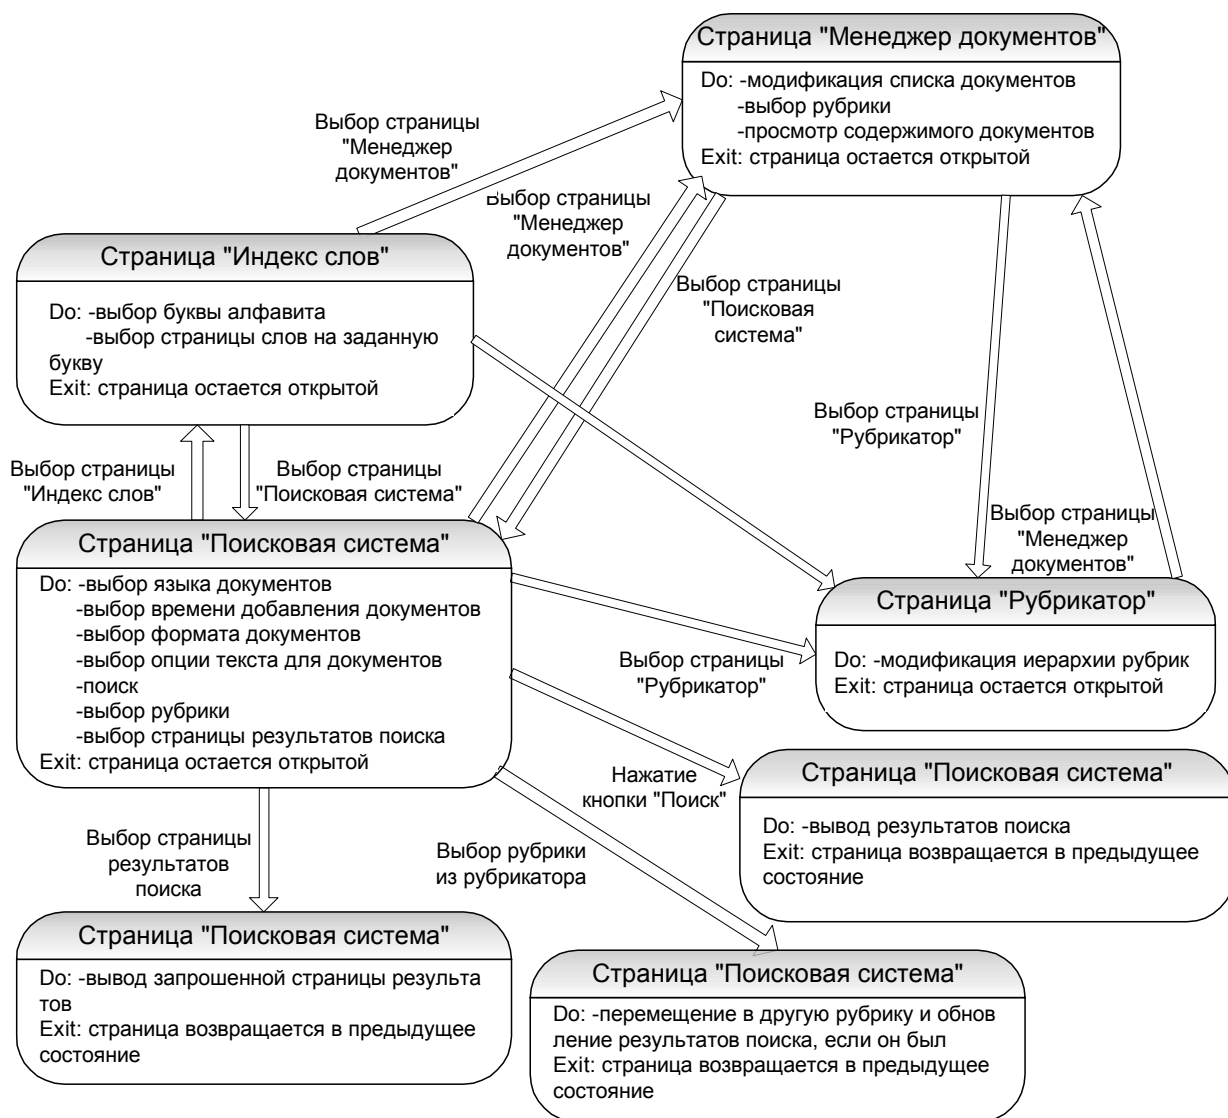 Страница "Менеджер документов"
Do: -модификация списка документов
-выбор рубрики
-просмотр содержимого документов
Exit: страница остается открытой
Выбор страницы
"Менеджер
документов"
Выбор страницы
"Менеджер
документов"
Страница "Индекс слов"
Do: -выбор буквы алфавита
-выбор страницы слов на заданную
букву
Exit: страница остается открытой
Выбор страницы
"Поисковая
система"
Выбор страницы
"Рубрикатор"
Выбор страницы
"Индекс слов"
Выбор страницы
"Поисковая система"
Выбор страницы
"Менеджер
документов"
Страница "Поисковая система"
Do: -выбор языка документов
-выбор времени добавления документов
-выбор формата документов
-выбор опции текста для документов
-поиск
-выбор рубрики
-выбор страницы результатов поиска
Exit: страница остается открытой
Страница "Рубрикатор"
Do: -модификация иерархии рубрик
Exit: страница остается открытой
Выбор страницы
"Рубрикатор"
Нажатие
кнопки "Поиск"
Страница "Поисковая система"
Do: -вывод результатов поиска
Exit: страница возвращается в предыдущее
состояние
Выбор страницы
результатов
поиска
Выбор рубрики
из рубрикатора
Страница "Поисковая система"
Do: -вывод запрошенной страницы результа
тов
Exit: страница возвращается в предыдущее
состояние
Страница "Поисковая система"
Do: -перемещение в другую рубрику и обнов
ление результатов поиска, если он был
Exit: страница возвращается в предыдущее
состояние